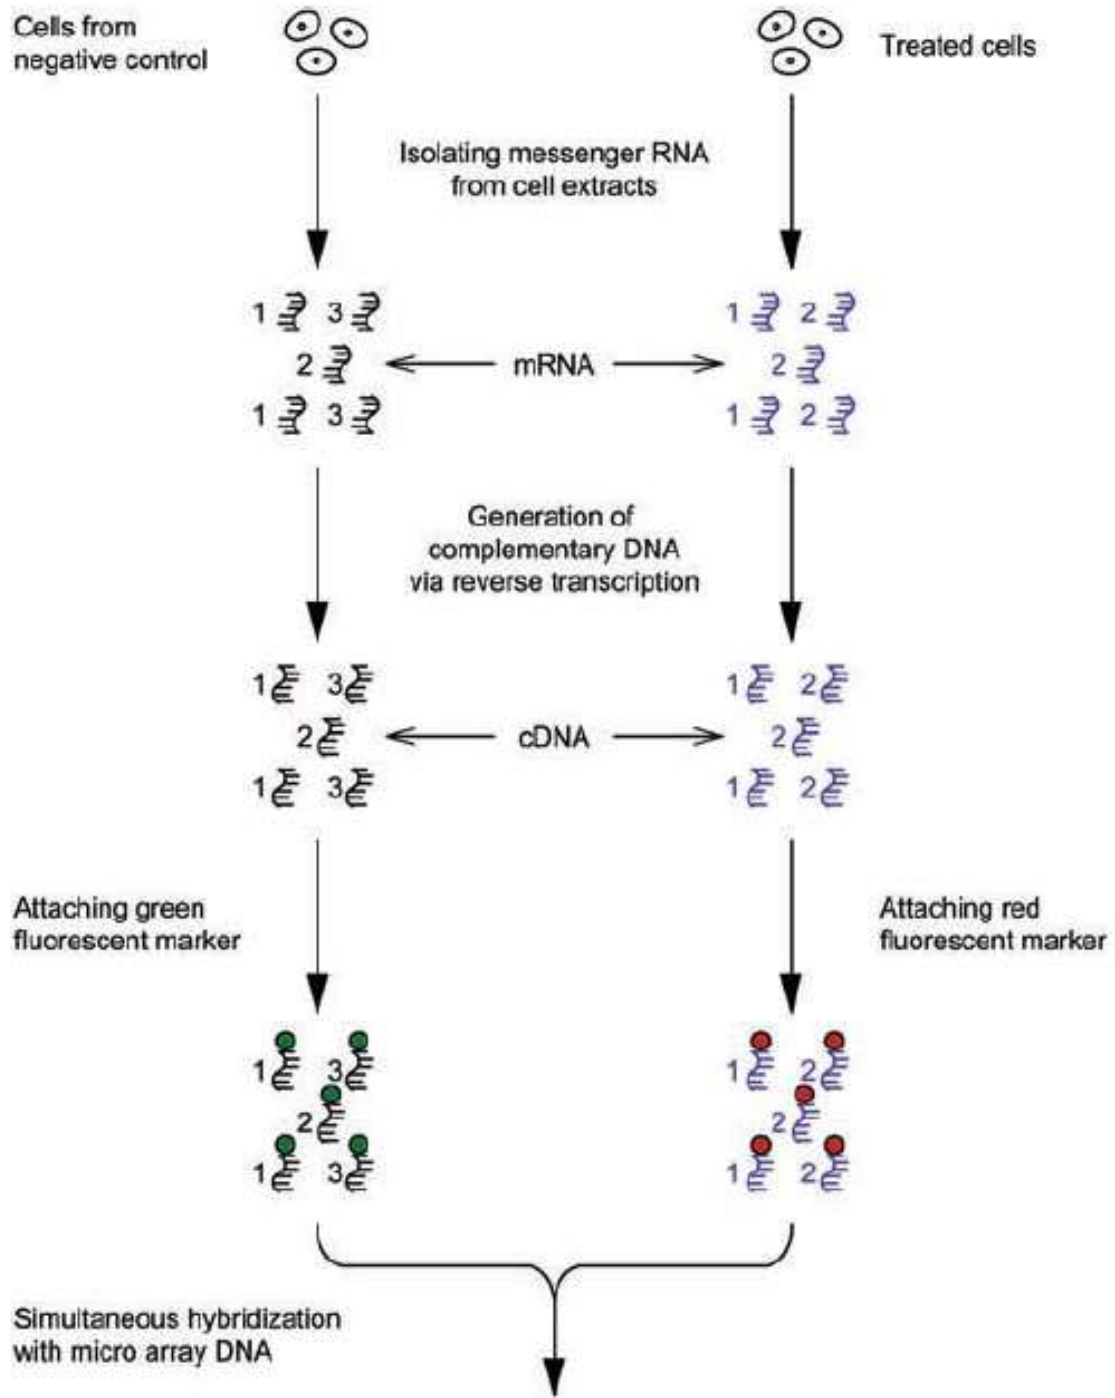 Cells from
negative control
Treated cells
Isolating messenger RNA
from cell extracts
1 3 1 2
2 mRNA 2
1 3 1 2
Generation of
complementary DNA
via reverse transcription
1 3 1 2
2 cDNA 2
1 3 1 2
Attaching green
fluorescent marker
Attaching red
fluorescent marker
1 3 1 2
2 2
1 3 1 2
Simultaneous hybridization
with micro array DNA